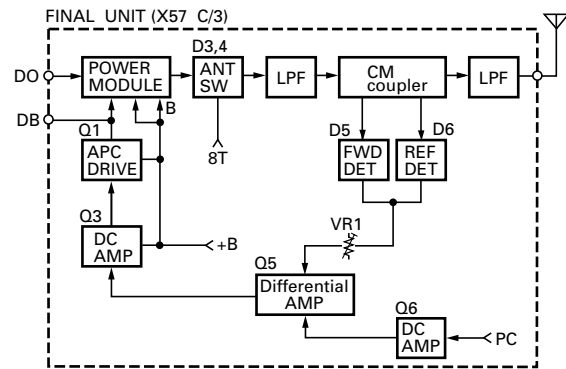 FINAL UNIT (X57 C/3)
D3,4
DO
POWER
MODULE
ANT
SW
LPF
CM
coupler
LPF
B
DB
Q1
8T
D5
D6
APC
DRIVE
FWD
DET
REF
DET
Q3
VR1
DC
AMP
+B
Q5
Differential
AMP
Q6
DC
AMP
PC